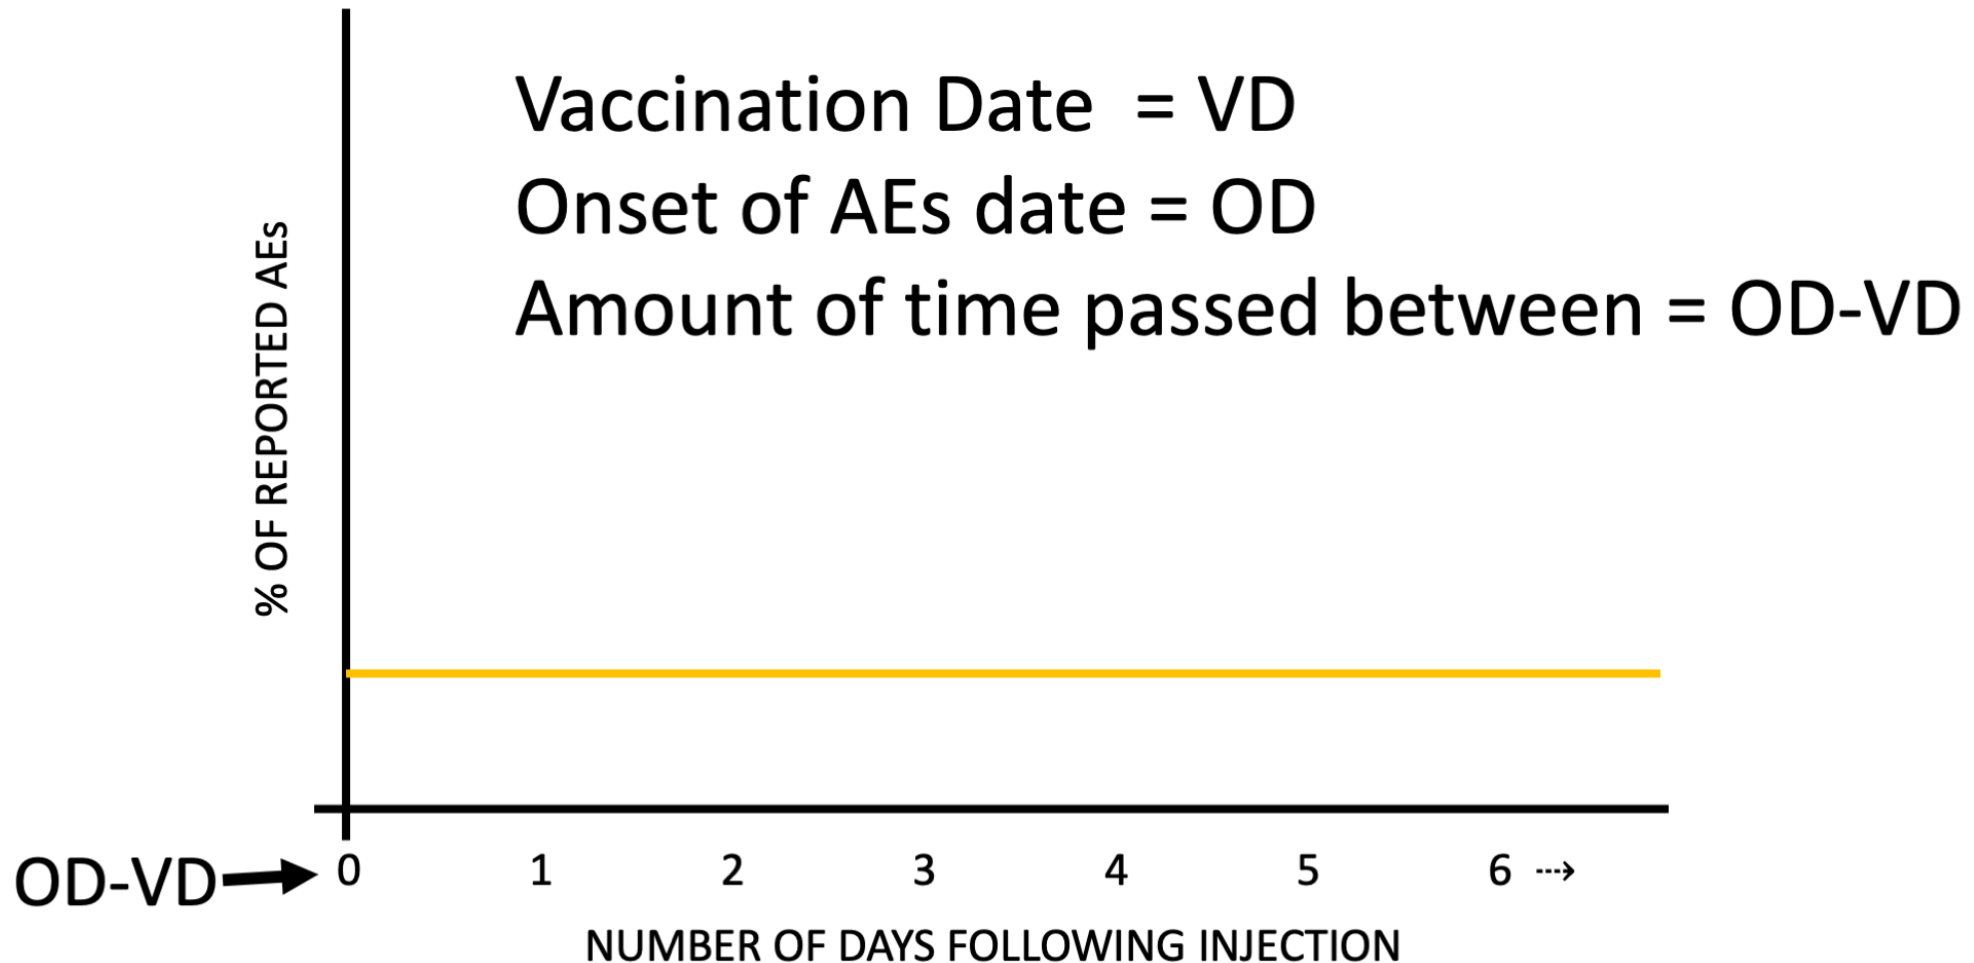 Vaccination Date = VD
Onset of AEs date = OD
Amount of time passed between = OD-VD
% OF REPORTED AEs
OD-VD
0 1 2 3 4 5 6
NUMBER OF DAYS FOLLOWING INJECTION